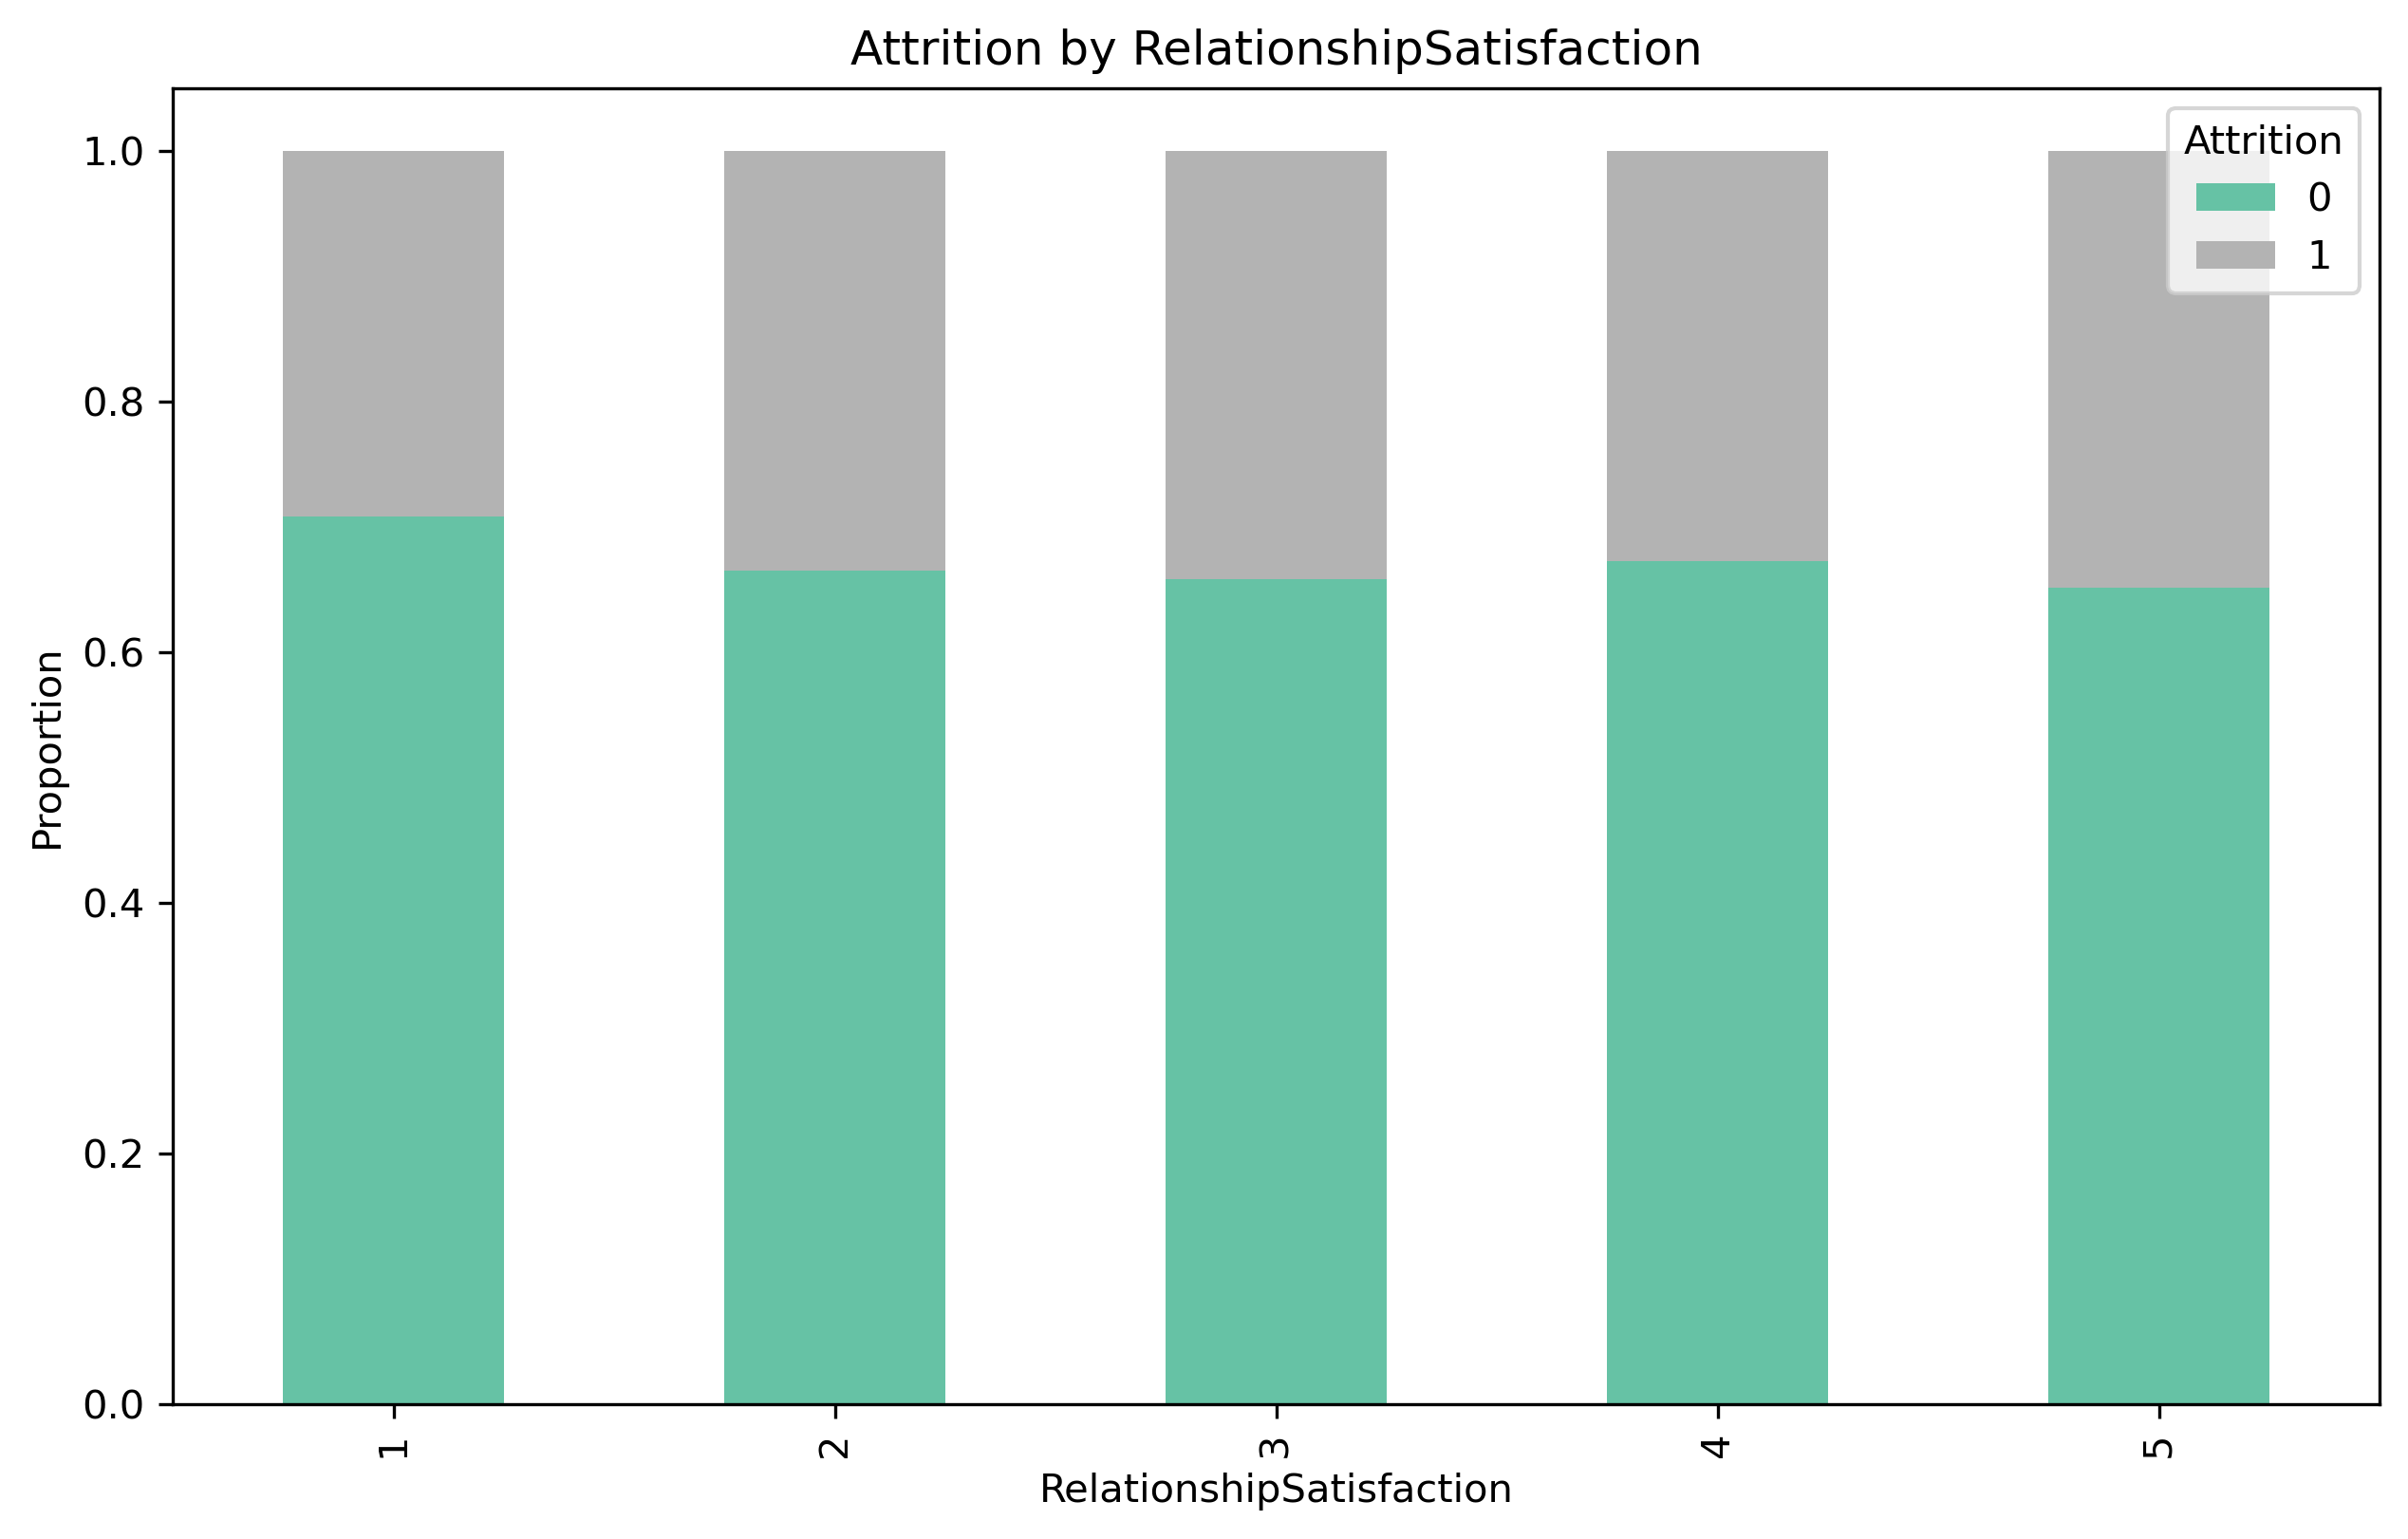 Attrition by RelationshipSatisfaction
Attrition
0
1
Proportion
1.0
0.8
0.6
0.4
0.2
0.0
1 2 3 4 5
RelationshipSatisfaction